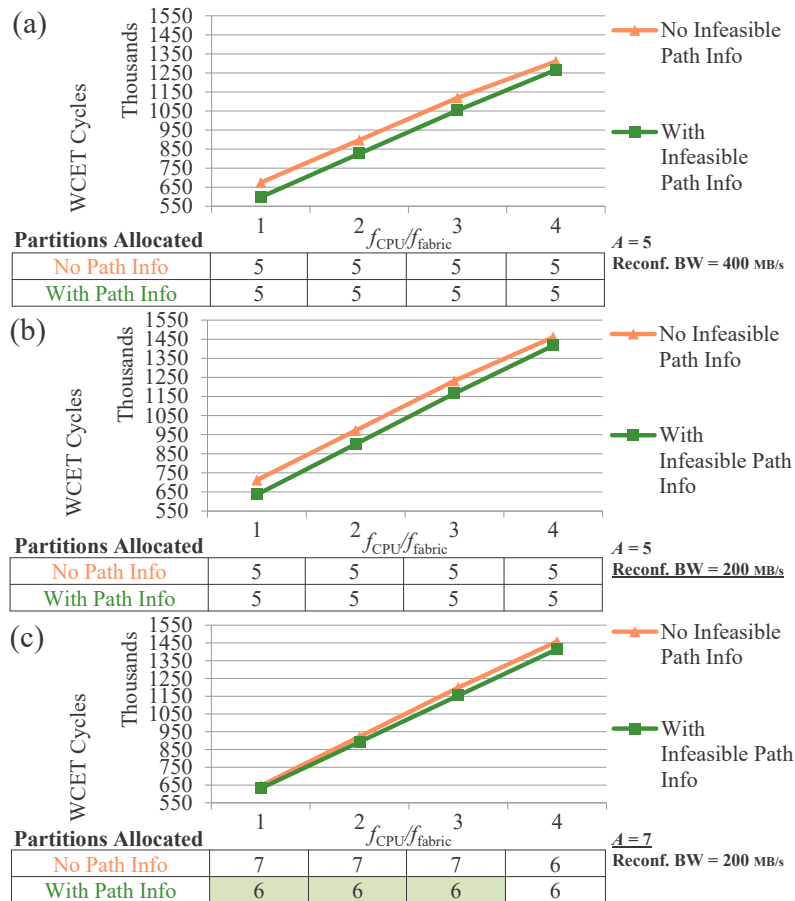 (a)
WCET Cycles
Thousands
1550
1450
1350
1250
1150
1050
950
850
750
650
550
1 2 3 4
No Infeasible
Path Info
With
Infeasible
Path Info
Partitions Allocated
fCPU/ffabric
A = 5
Reconf. BW = 400 MB/s
No Path Info 5 5 5 5
With Path Info 5 5 5 5
(b)
WCET Cycles
Thousands
1550
1450
1350
1250
1150
1050
950
850
750
650
550
1 2 3 4
No Infeasible
Path Info
With
Infeasible Path
Info
Partitions Allocated
fCPU/ffabric
A = 5
Reconf. BW = 200 MB/s
No Path Info 5 5 5 5
With Path Info 5 5 5 5
(c)
WCET Cycles
Thousands
1550
1450
1350
1250
1150
1050
950
850
750
650
550
1 2 3 4
No Infeasible
Path Info
With
Infeasible Path
Info
Partitions Allocated
fCPU/ffabric
A = 7
Reconf. BW = 200 MB/s
No Path Info 7 7 7 6
With Path Info 6 6 6 6